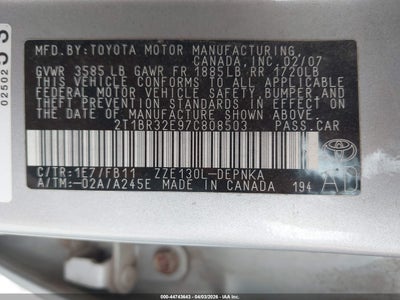 MFD.BY:TOYOTA MOTOR MANUFACTURING,
CANADA,INC.02/07
GVWR 3585 LB GAWR FR 1885LB RR 1720LB
THIS VEHICLE CONFORMS TO ALL APPLICABLE
FEDERAL MOTOR VEHICLE SAFETY,BUMPER AND
THEFT PREVENTION STANDARDS IN EFFECT ON
THE DATE OF MANUFACTURE SHOWN ABOVE.
2T1BR32E97C808503 PASS.CAR
C/TR:1E7/FB11 ZZE130L-DEPNKA
A/TM:-02A/A245E MADE IN CANADA 194
TOYOTA
AD
02502
000-44743643 - 04/03/2026 - IAA